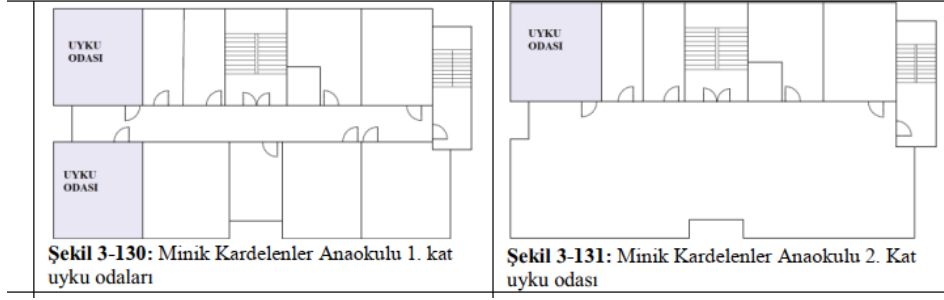 UYKU
ODASI
UYKU
ODASI
Şekil 3-130: Minik Kardelenler Anaokulu 1. kat
uyku odaları
UYKU
ODASI
Şekil 3-131: Minik Kardelenler Anaokulu 2. Kat
uyku odası